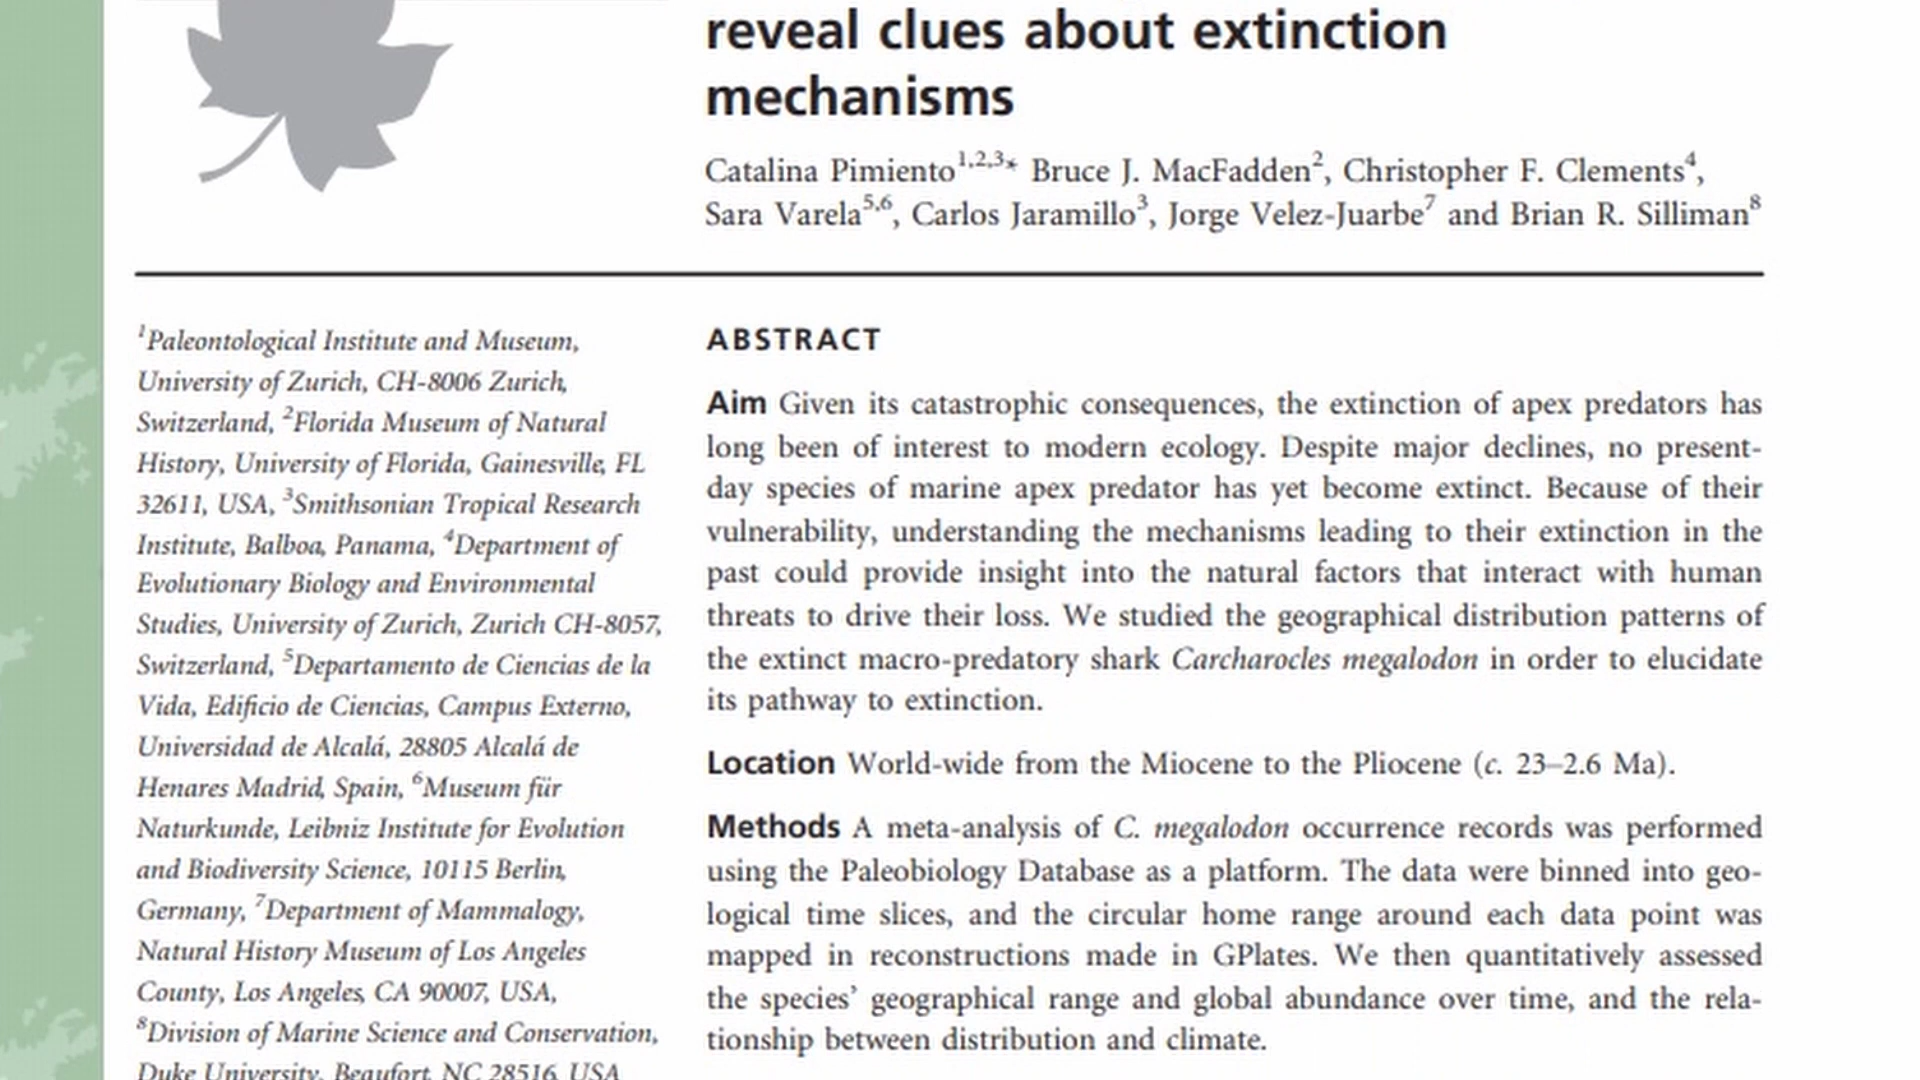 reveal clues about extinction
mechanisms
Catalina Pimiento1,2,3* Bruce J. MacFadden2, Christopher F. Clements4,
Sara Varela5,6, Carlos Jaramillo3, Jorge Velez-Juarbe7 and Brian R. Silliman8
1Paleontological Institute and Museum,
University of Zurich, CH-8006 Zurich,
Switzerland, 2Florida Museum of Natural
History, University of Florida, Gainesville, FL
32611, USA, 3Smithsonian Tropical Research
Institute, Balboa, Panama, 4Department of
Evolutionary Biology and Environmental
Studies, University of Zurich, Zurich CH-8057,
Switzerland, 5Departamento de Ciencias de la
Vida, Edificio de Ciencias, Campus Externo,
Universidad de Alcalá, 28805 Alcalá de
Henares Madrid, Spain, 6Museum für
Naturkunde, Leibniz Institute for Evolution
and Biodiversity Science, 10115 Berlin,
Germany, 7Department of Mammalogy,
Natural History Museum of Los Angeles
County, Los Angeles, CA 90007, USA,
8Division of Marine Science and Conservation,
Duke University, Beaufort, NC 28516, USA
ABSTRACT
Aim Given its catastrophic consequences, the extinction of apex predators has
long been of interest to modern ecology. Despite major declines, no present-
day species of marine apex predator has yet become extinct. Because of their
vulnerability, understanding the mechanisms leading to their extinction in the
past could provide insight into the natural factors that interact with human
threats to drive their loss. We studied the geographical distribution patterns of
the extinct macro-predatory shark Carcharocles megalodon in order to elucidate
its pathway to extinction.
Location World-wide from the Miocene to the Pliocene (c. 23–2.6 Ma).
Methods A meta-analysis of C. megalodon occurrence records was performed
using the Paleobiology Database as a platform. The data were binned into geo-
logical time slices, and the circular home range around each data point was
mapped in reconstructions made in GPlates. We then quantitatively assessed
the species’ geographical range and global abundance over time, and the rela-
tionship between distribution and climate.